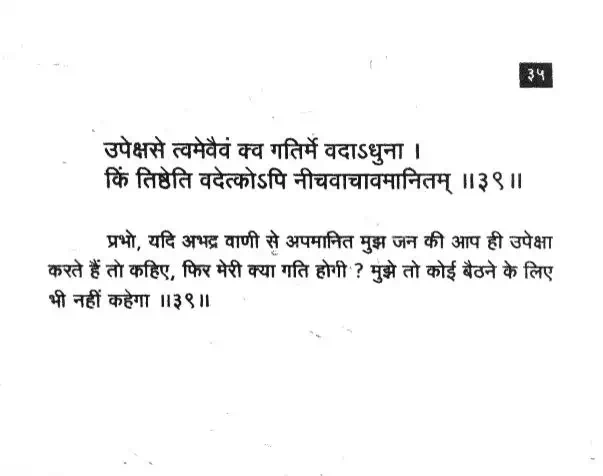 ३५
उपेक्षसे त्वमेवैवं क्व गतिर्मे वदाऽधुना ।
किं तिष्ठेति वदेत्कोऽपि नीचवाचावमानितम् ॥३९॥
प्रभो, यदि अभद्र वाणी से अपमानित मुझ जन की आप ही उपेक्षा
करते हैं तो कहिए, फिर मेरी क्या गति होगी ? मुझे तो कोई बैठने के लिए
भी नहीं कहेगा ॥३९॥